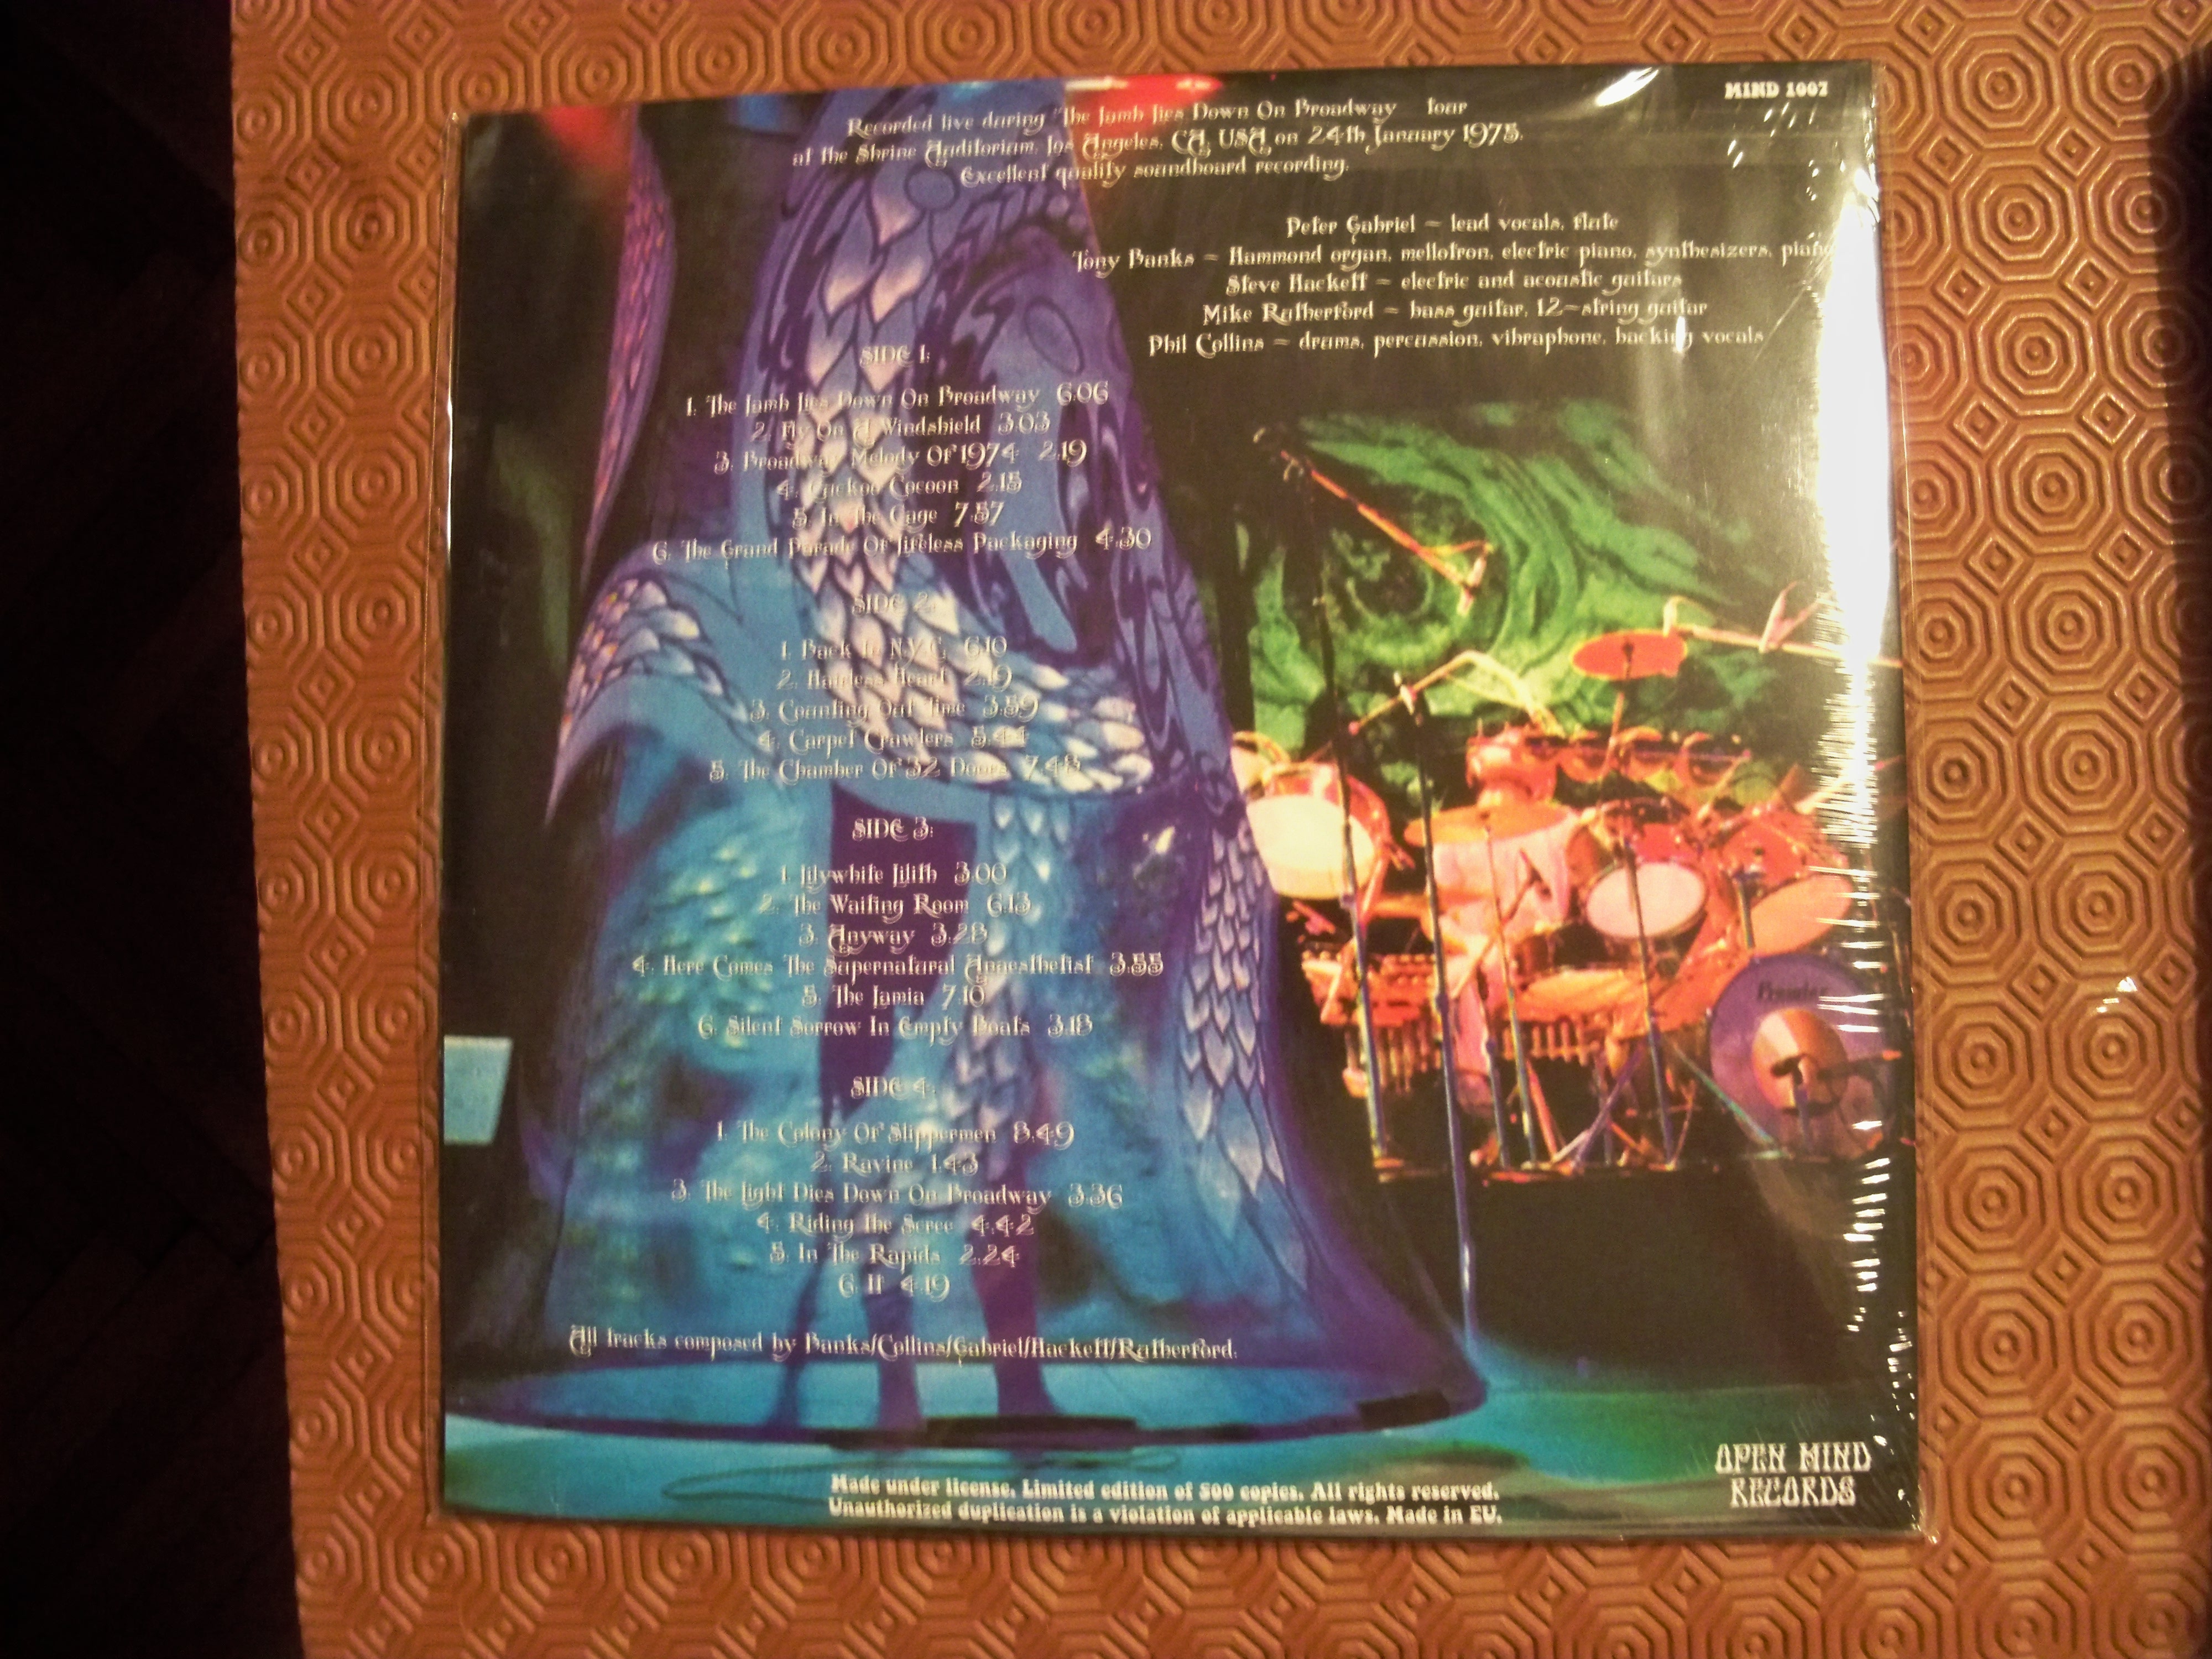 MIND 1007
Recorded live during "The Lamb Lies Down On Broadway tour
at the Shrine Auditorium, Los Angeles, CA, USA on 24th January 1975.
Excellent quality soundboard recording.
Peter Gabriel - lead vocals, flute
Tony Banks - Hammond organ, mellotron, electric piano, synthesizers, piano
Steve Hackett - electric and acoustic guitars
Mike Rutherford - bass guitar, 12-string guitar
Phil Collins - drums, percussion, vibraphone, backing vocals
SIDE 1:
1. The Lamb Lies Down On Broadway 6.06
2. Fly On A Windshield 3.03
3. Broadway Melody Of 1974 2.19
4. Cuckoo Cocoon 2.15
5. In The Cage 7.57
6. The Grand Parade Of Lifeless Packaging 4.30
SIDE 2:
1. Back In N.Y.C. 6.10
2. Hairless Heart 2.19
3. Counting Out Time 3.59
4. Carpet Crawlers 5.44
5. The Chamber Of 32 Doors 7.48
SIDE 3:
1. Lilywhite Lilith 3.00
2. The Waiting Room 6.13
3. Anyway 3.28
4. Here Comes The Supernatural Anaesthetist 3.55
5. The Lamia 7.10
6. Silent Sorrow In Empty Boats 3.18
SIDE 4:
1. The Colony Of Slippermen 8.49
2. Ravine 1.43
3. The Light Dies Down On Broadway 3.36
4. Riding The Scree 4.42
5. In The Rapids 2.24
6. It 4.19
All tracks composed by Banks/Collins/Gabriel/Hackett/Rutherford.
Premier
OPEN MIND
RECORDS
Made under license. Limited edition of 500 copies. All rights reserved.
Unauthorized duplication is a violation of applicable laws. Made in EU.